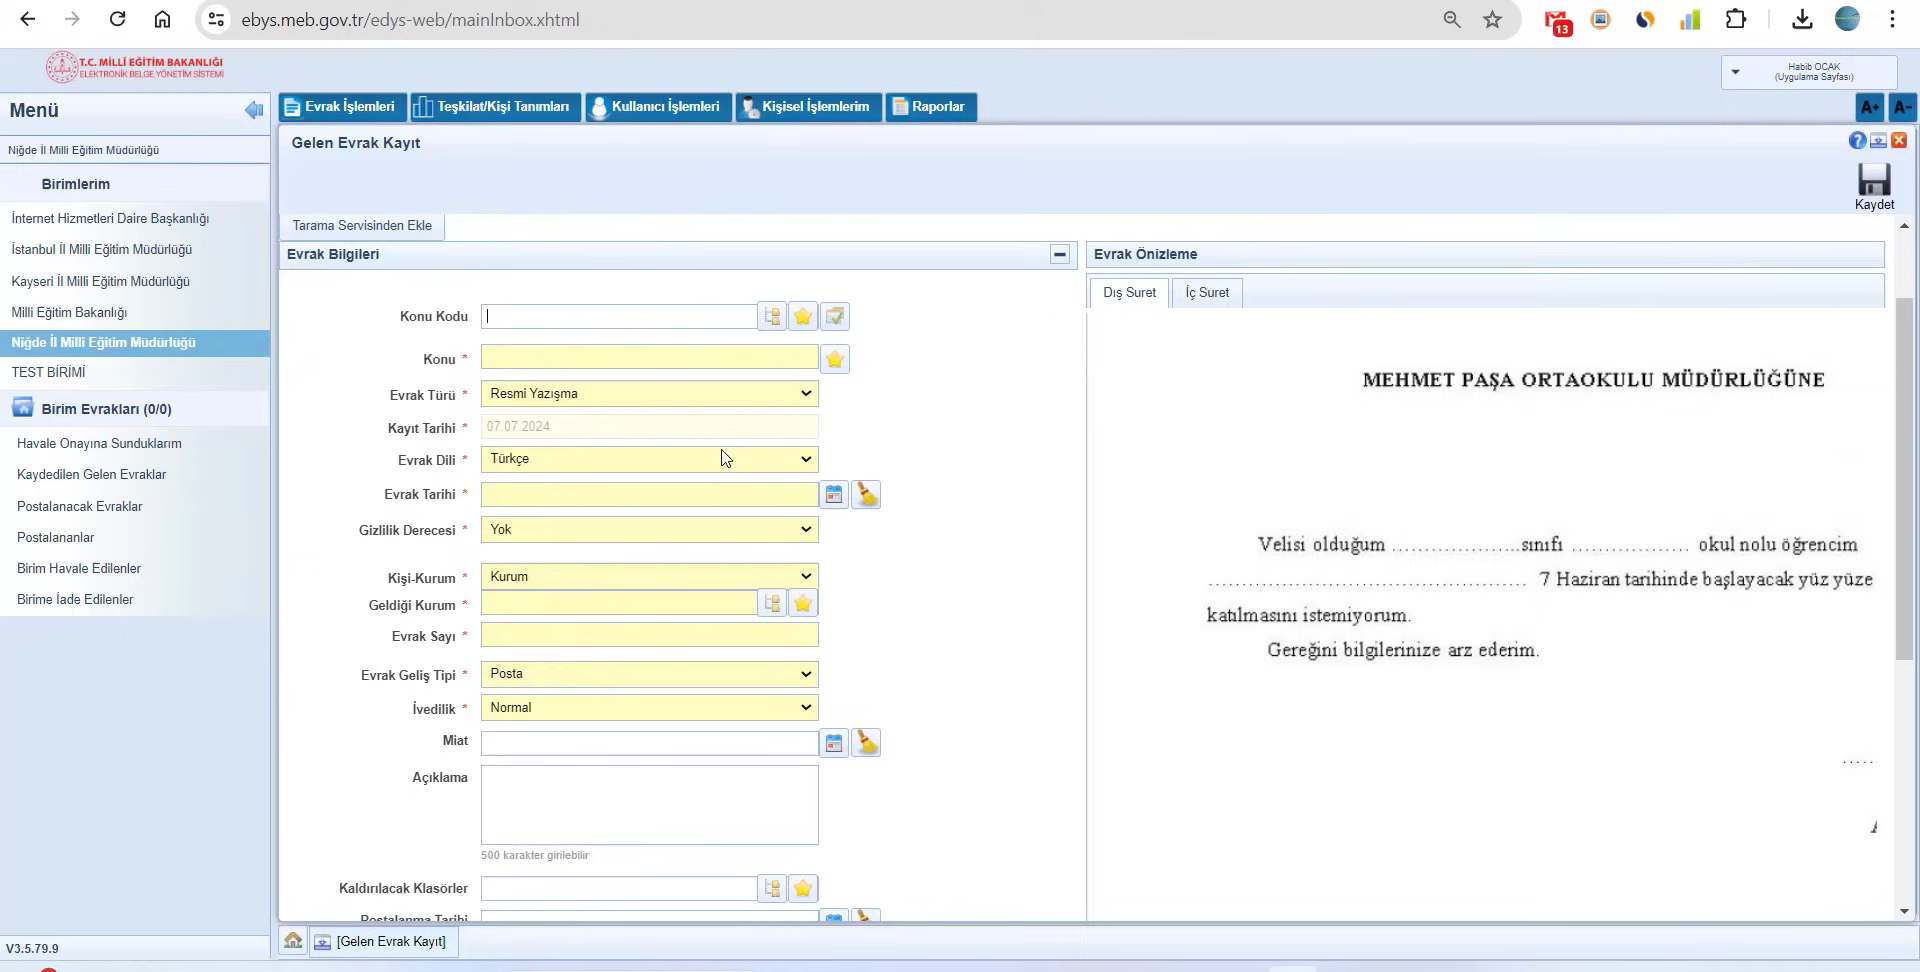 ebys.meb.gov.tr/edys-web/mainInbox.xhtml
13
T.C. MİLLİ EĞİTİM BAKANLIĞI
ELEKTRONİK BELGE YÖNETİM SİSTEMİ
Habib OCAK
(Uygulama Sayfası)
Menü
Evrak İşlemleri
Teşkilat/Kişi Tanımları
Kullanıcı İşlemleri
Kişisel İşlemlerim
Raporlar
A+
A-
Niğde İl Milli Eğitim Müdürlüğü
Birimlerim
İnternet Hizmetleri Daire Başkanlığı
İstanbul İl Milli Eğitim Müdürlüğü
Kayseri İl Milli Eğitim Müdürlüğü
Milli Eğitim Bakanlığı
Niğde İl Milli Eğitim Müdürlüğü
TEST BİRİMİ
Birim Evrakları (0/0)
Havale Onayına Sunduklarım
Kaydedilen Gelen Evraklar
Postalanacak Evraklar
Postalananlar
Birim Havale Edilenler
Birime İade Edilenler
V3.5.79.9
Gelen Evrak Kayıt
Kaydet
Tarama Servisinden Ekle
Evrak Bilgileri
Konu Kodu
Konu *
Evrak Türü * Resmi Yazışma
Kayıt Tarihi * 07.07.2024
Evrak Dili * Türkçe
Evrak Tarihi *
Gizlilik Derecesi * Yok
Kişi-Kurum * Kurum
Geldiği Kurum *
Evrak Sayı *
Evrak Geliş Tipi * Posta
İvedilik * Normal
Miat
Açıklama
500 karakter girilebilir
Kaldırılacak Klasörler
Postalanma Tarihi
Evrak Önizleme
Dış Suret
İç Suret
MEHMET PAŞA ORTAOKULU MÜDÜRLÜĞÜNE
Velisi olduğum ....................sınıfı .................. okul nolu öğrencim
................................................. 7 Haziran tarihinde başlayacak yüz yüze
katılmasını istemiyorum.
Gereğini bilgilerinize arz ederim.
.....
[Gelen Evrak Kayıt]